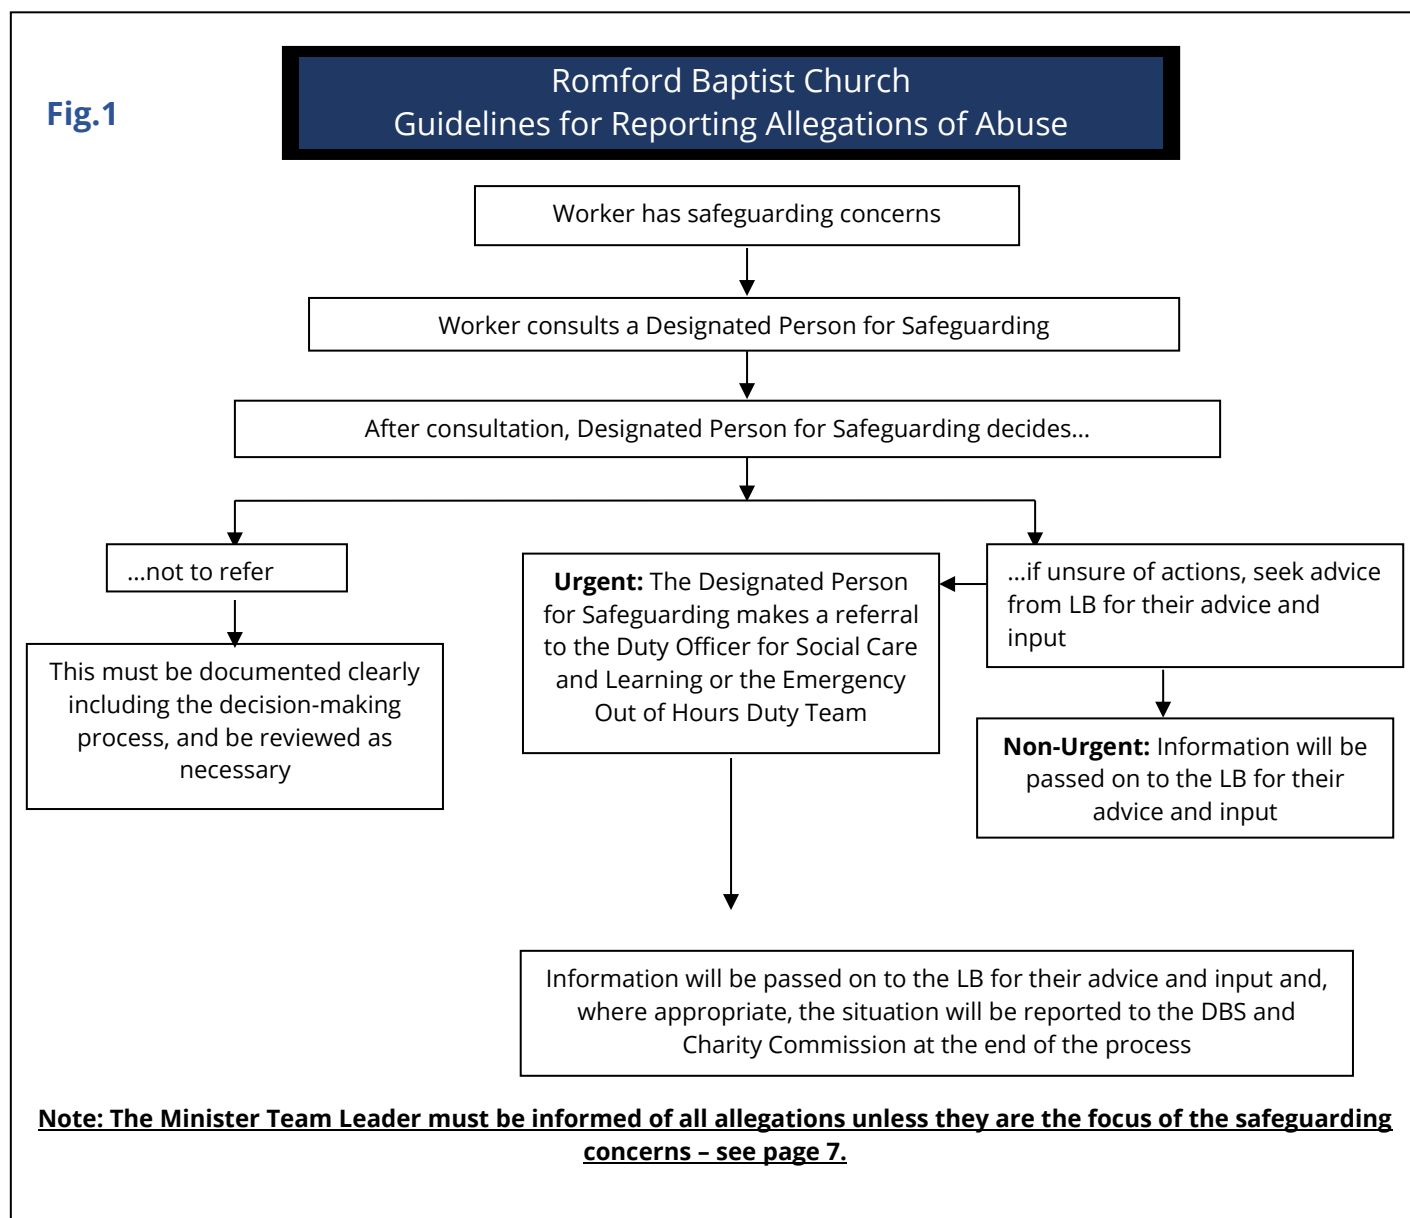 Fig.1
Romford Baptist Church
Guidelines for Reporting Allegations of Abuse
Worker has safeguarding concerns
Worker consults a Designated Person for Safeguarding
After consultation, Designated Person for Safeguarding decides…
…not to refer
This must be documented clearly
including the decision-making
process, and be reviewed as
necessary
Urgent: The Designated Person
for Safeguarding makes a referral
to the Duty Officer for Social Care
and Learning or the Emergency
Out of Hours Duty Team
…if unsure of actions, seek advice
from LB for their advice and
input
Non-Urgent: Information will be
passed on to the LB for their
advice and input
Information will be passed on to the LB for their advice and input and,
where appropriate, the situation will be reported to the DBS and
Charity Commission at the end of the process
Note: The Minister Team Leader must be informed of all allegations unless they are the focus of the safeguarding
concerns – see page 7.